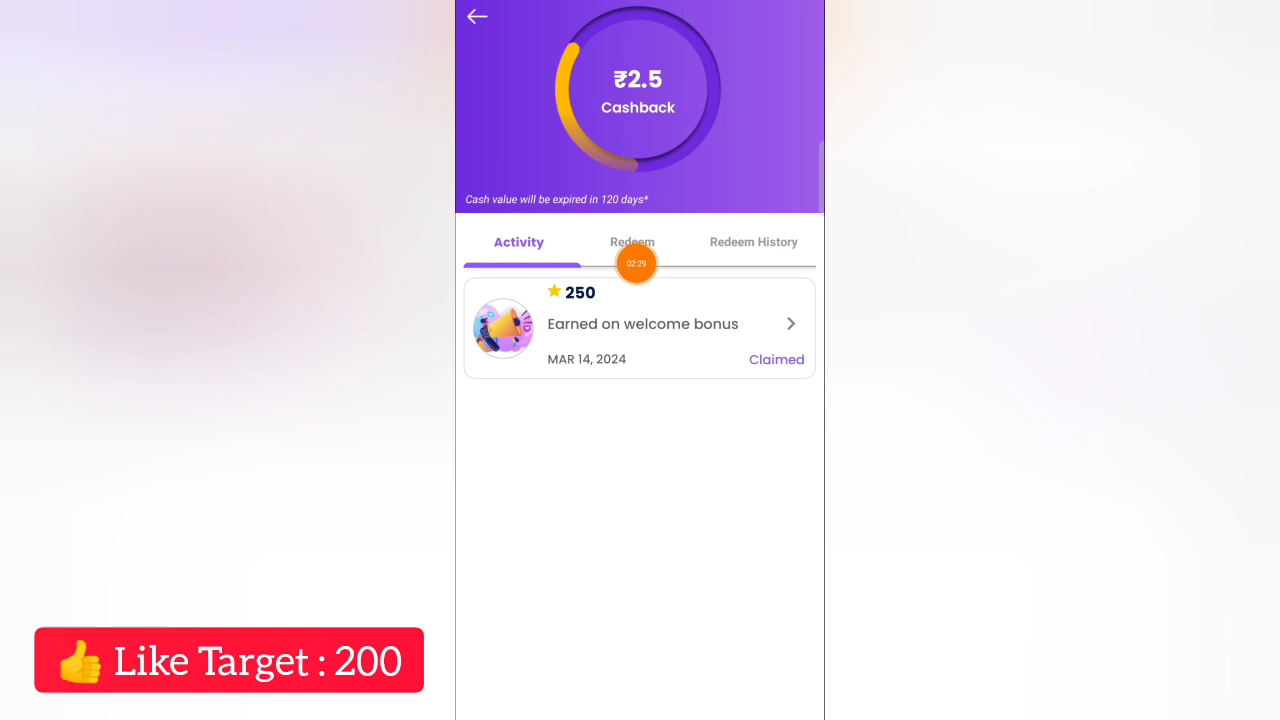 ₹2.5
Cashback
Cash value will be expired in 120 days*
Activity
Redeem
Redeem History
02:29
250
Earned on welcome bonus
MAR 14, 2024
Claimed
Like Target : 200